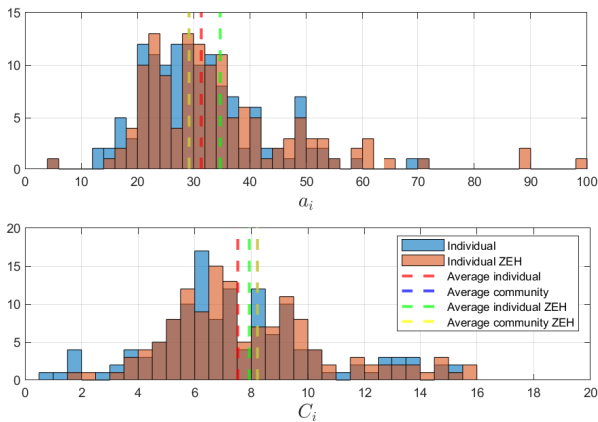 15
10
5
0
0 10 20 30 40 50 60 70 80 90 100
a_i
20
15
10
5
0
Individual
Individual ZEH
Average individual
Average community
Average individual ZEH
Average community ZEH
0 2 4 6 8 10 12 14 16 18 20
C_i